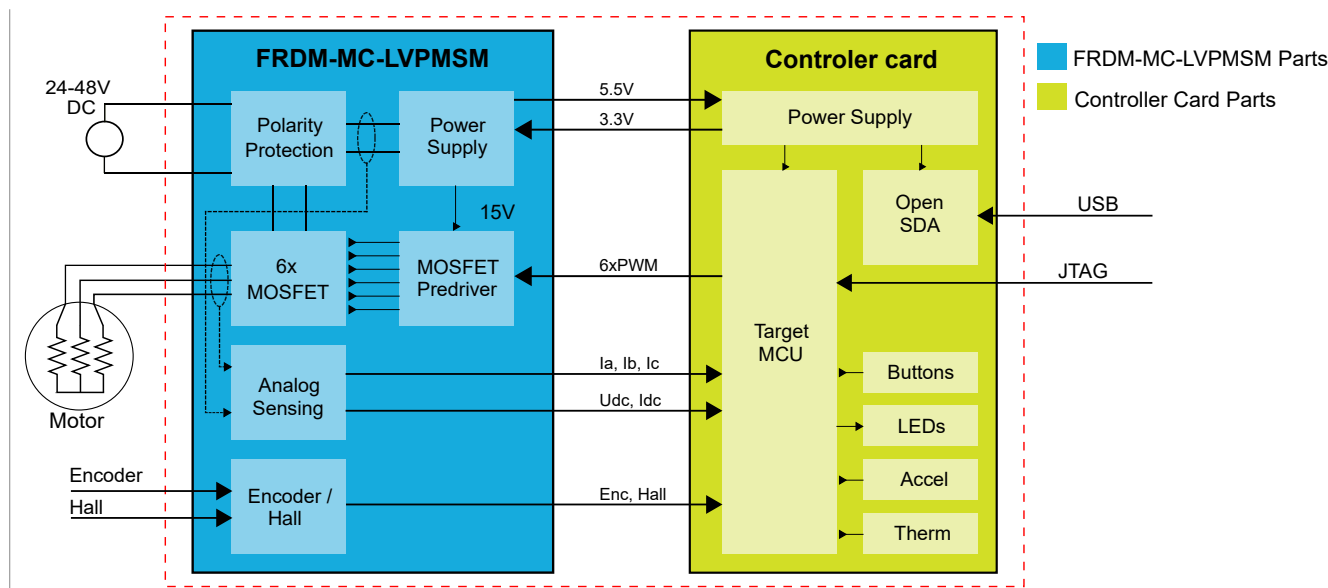 FRDM-MC-LVPMSM
Controler card
FRDM-MC-LVPMSM Parts
Controller Card Parts
24-48V
DC
Polarity
Protection
Power
Supply
5.5V
3.3V
Power Supply
15V
Open
SDA
USB
6x
MOSFET
MOSFET
Predriver
6xPWM
JTAG
Target
MCU
Motor
Analog
Sensing
Ia, Ib, Ic
Udc, Idc
Buttons
LEDs
Accel
Therm
Encoder
Hall
Encoder /
Hall
Enc, Hall